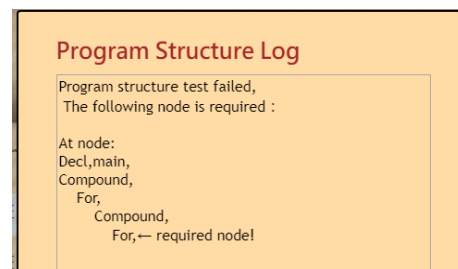 Program Structure Log
Program structure test failed,
The following node is required :
At node:
Decl,main,
Compound,
For,
Compound,
For,← required node!